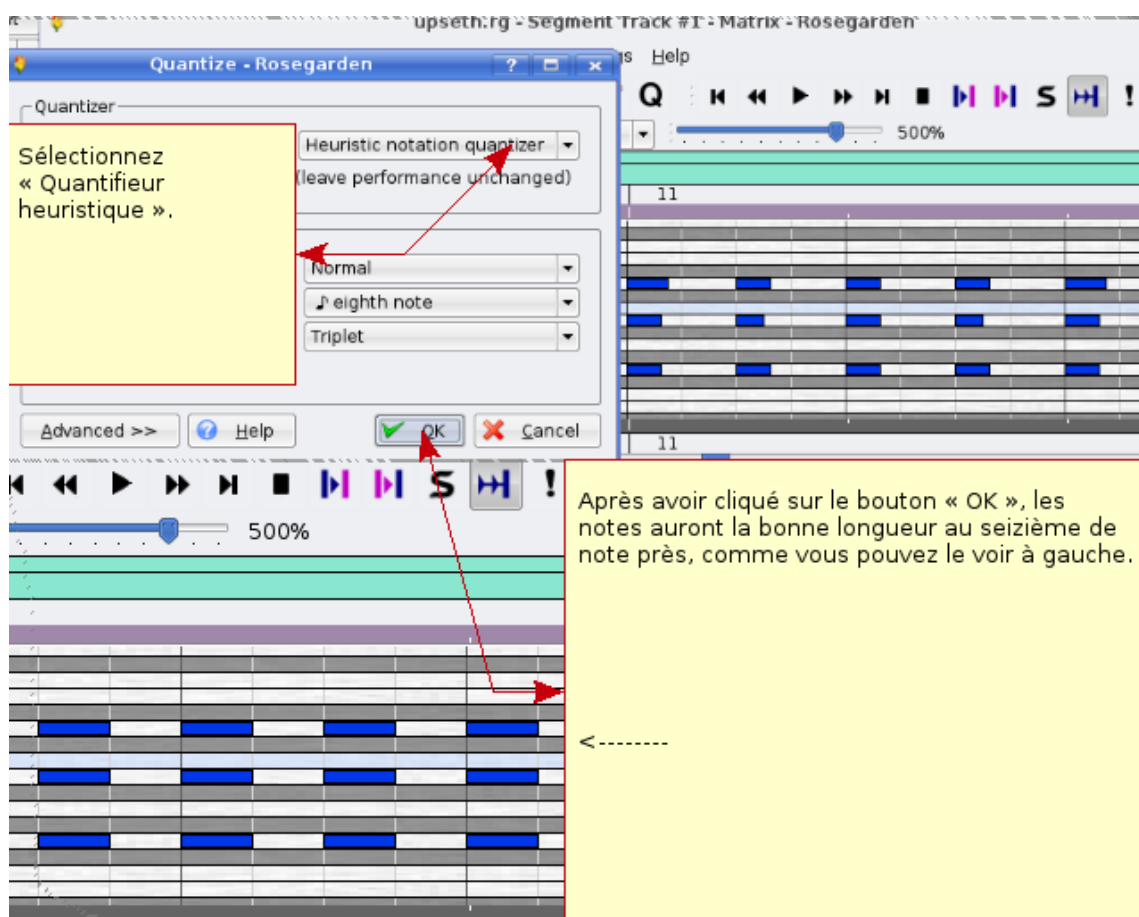 upseth.rg - Segment Track #1 - Matrix - Rosegarden
Quantize - Rosegarden
Help
Quantizer
Q
S
!
500%
Sélectionnez
« Quantifieur
heuristique ».
Heuristic notation quantizer
(leave performance unchanged)
11
Normal
eighth note
Triplet
Advanced >>
Help
OK
Cancel
11
S
!
500%
Après avoir cliqué sur le bouton « OK », les
notes auront la bonne longueur au seizième de
note près, comme vous pouvez le voir à gauche.
<--------